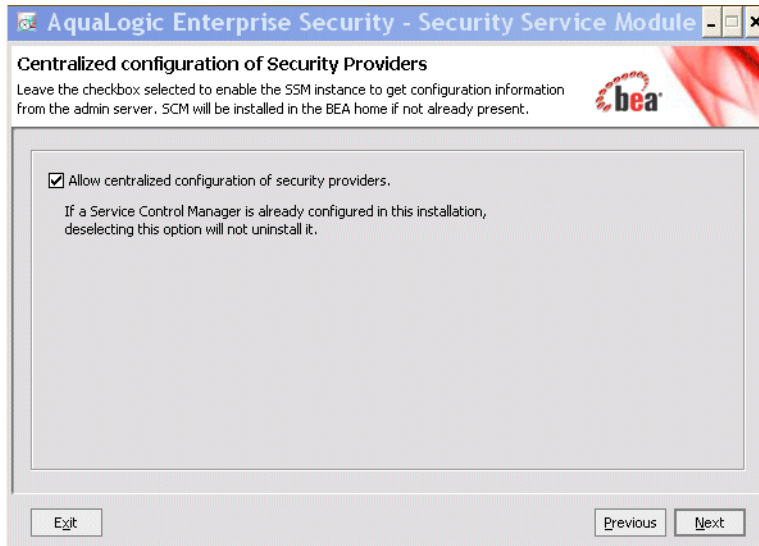 AquaLogic Enterprise Security - Security Service Module
Centralized configuration of Security Providers
Leave the checkbox selected to enable the SSM instance to get configuration information
from the admin server. SCM will be installed in the BEA home if not already present.
bea
Allow centralized configuration of security providers.
If a Service Control Manager is already configured in this installation,
deselecting this option will not uninstall it.
Exit
Previous
Next